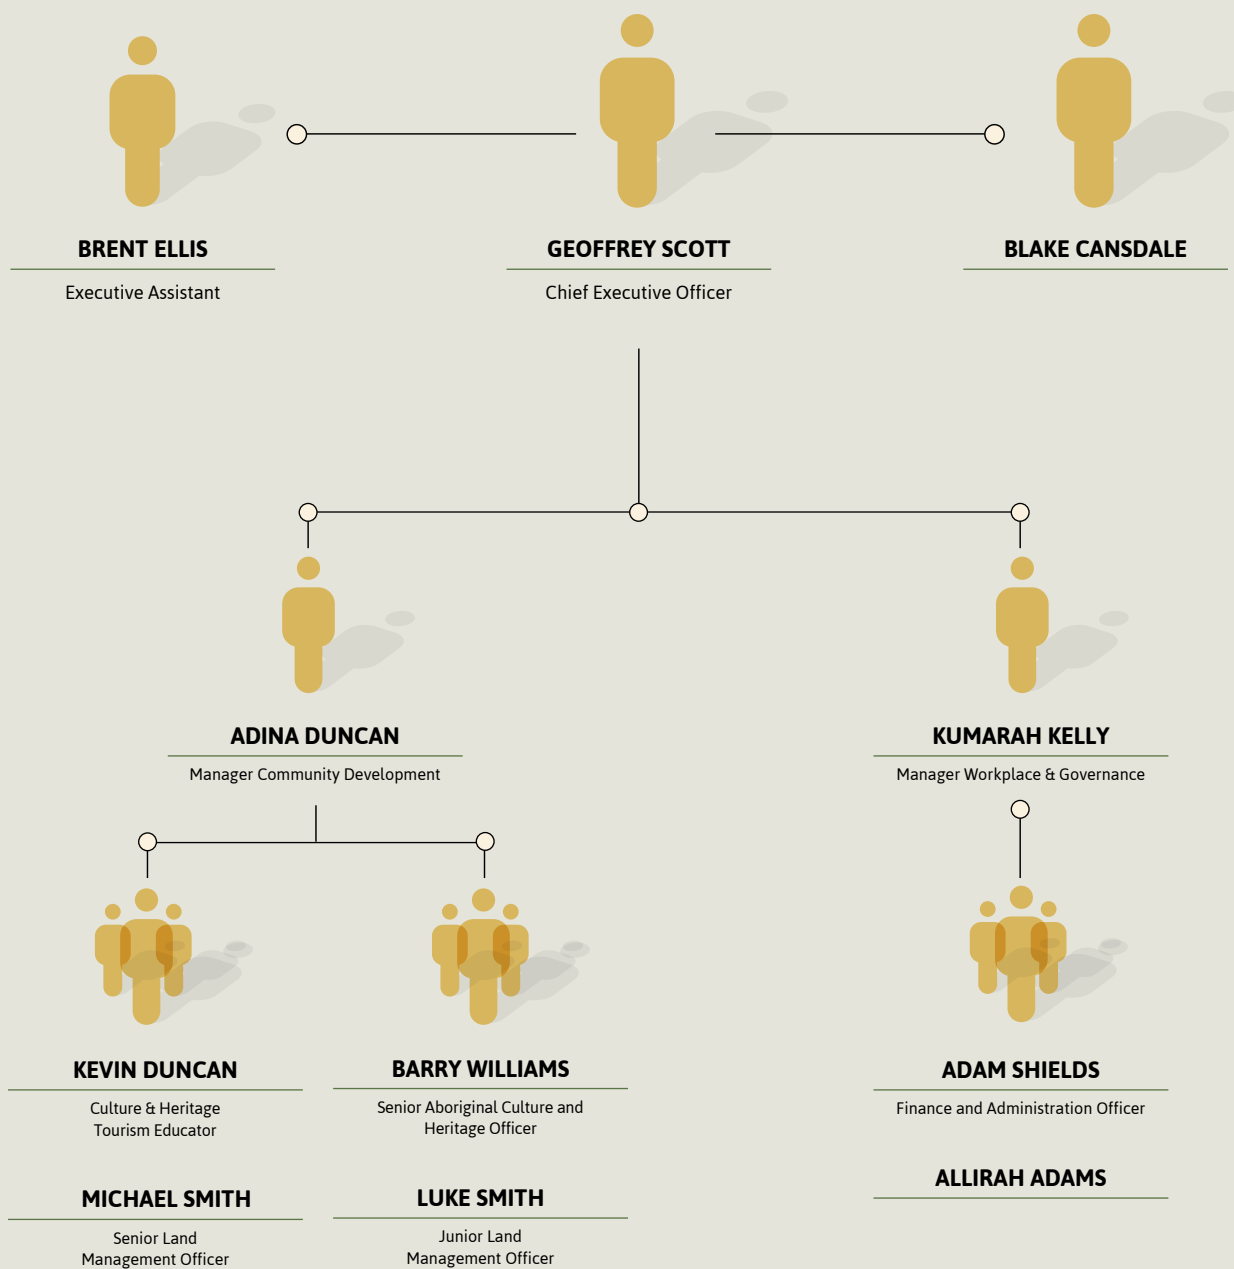 BRENT ELLIS
Executive Assistant
GEOFFREY SCOTT
Chief Executive Officer
BLAKE CANSDALE
ADINA DUNCAN
Manager Community Development
KUMARAH KELLY
Manager Workplace & Governance
KEVIN DUNCAN
Culture & Heritage
Tourism Educator
BARRY WILLIAMS
Senior Aboriginal Culture and
Heritage Officer
ADAM SHIELDS
Finance and Administration Officer
MICHAEL SMITH
Senior Land
Management Officer
LUKE SMITH
Junior Land
Management Officer
ALLIRAH ADAMS